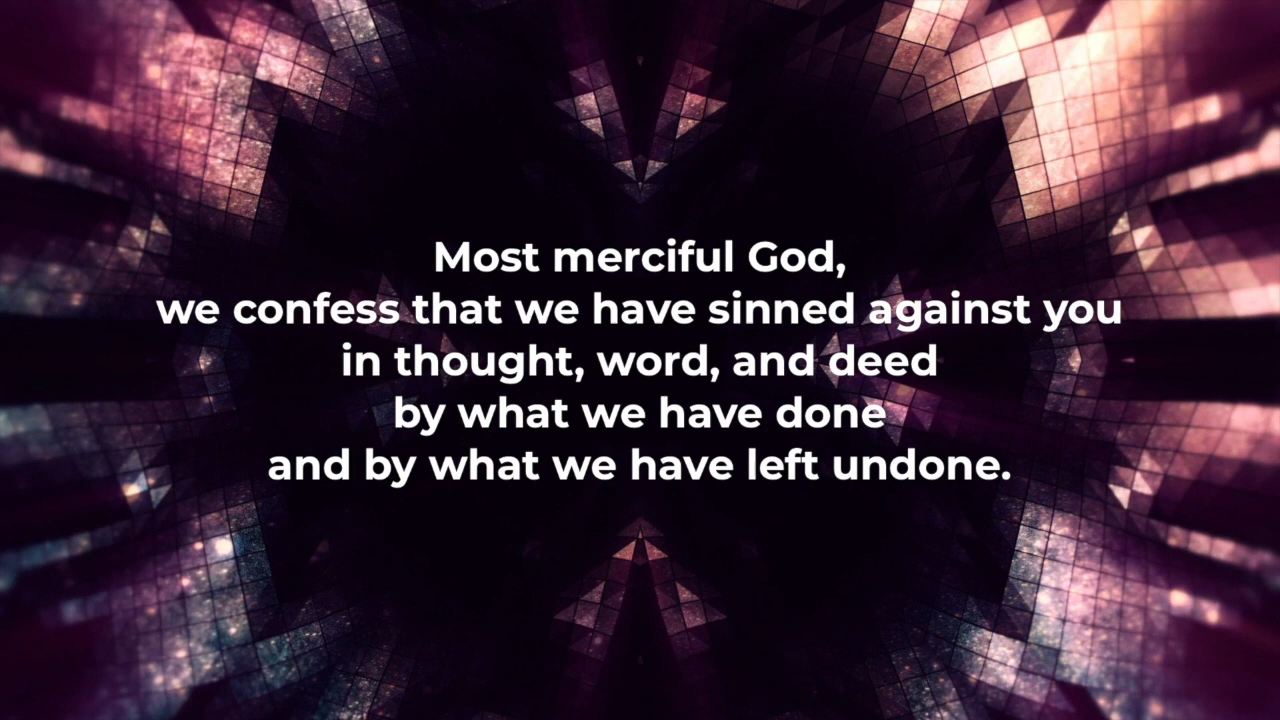 Most merciful God,
we confess that we have sinned against you
in thought, word, and deed
by what we have done
and by what we have left undone.